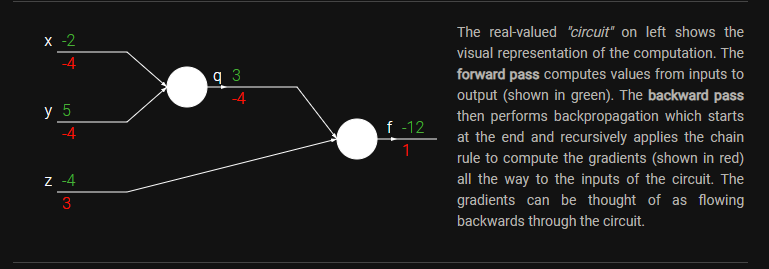 x -2
-4
q 3
-4
y 5
-4
f -12
1
z -4
3
The real-valued "circuit" on left shows the
visual representation of the computation. The
forward pass computes values from inputs to
output (shown in green). The backward pass
then performs backpropagation which starts
at the end and recursively applies the chain
rule to compute the gradients (shown in red)
all the way to the inputs of the circuit. The
gradients can be thought of as flowing
backwards through the circuit.